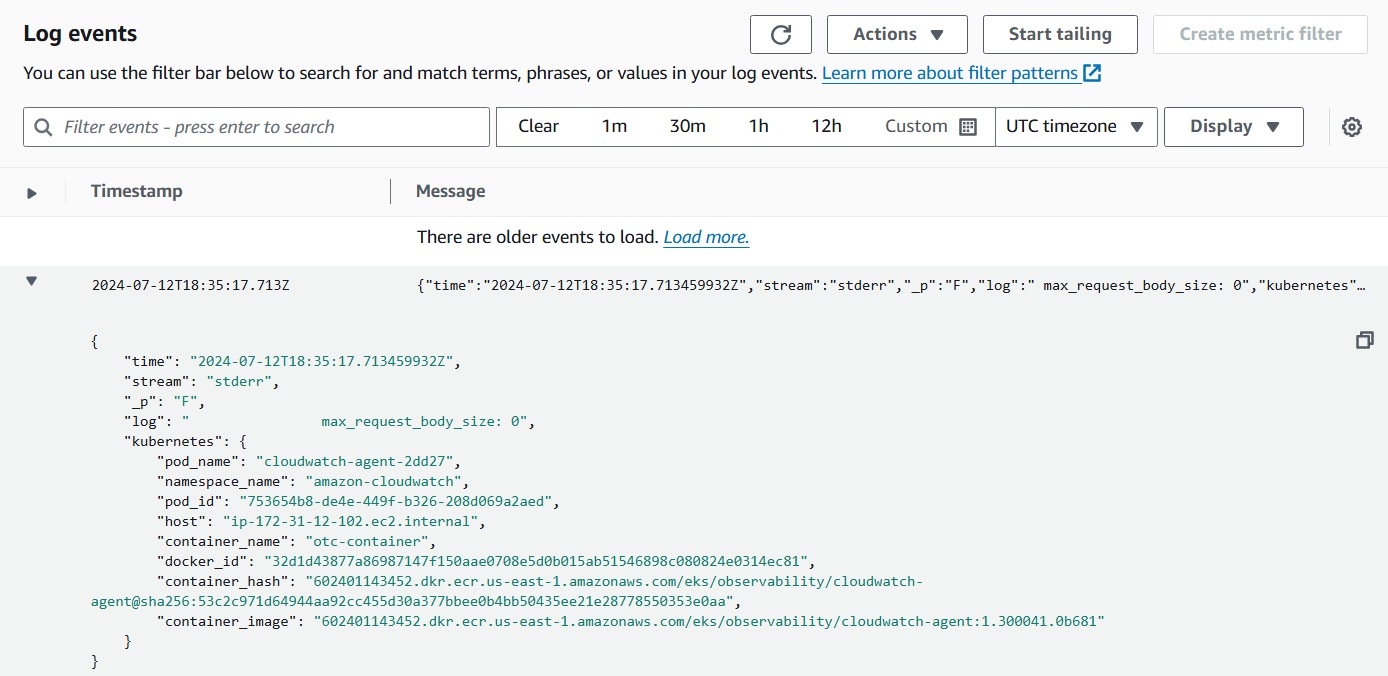 Log events
Actions
Start tailing
Create metric filter
You can use the filter bar below to search for and match terms, phrases, or values in your log events. Learn more about filter patterns
Filter events - press enter to search
Clear 1m 30m 1h 12h Custom UTC timezone Display
Timestamp Message
There are older events to load. Load more.
2024-07-12T18:35:17.713Z {"time":"2024-07-12T18:35:17.713459932Z","stream":"stderr","_p":"F","log":" max_request_body_size: 0","kubernetes"…
{
    "time": "2024-07-12T18:35:17.713459932Z",
    "stream": "stderr",
    "_p": "F",
    "log": "                max_request_body_size: 0",
    "kubernetes": {
        "pod_name": "cloudwatch-agent-2dd27",
        "namespace_name": "amazon-cloudwatch",
        "pod_id": "753654b8-de4e-449f-b326-208d069a2aed",
        "host": "ip-172-31-12-102.ec2.internal",
        "container_name": "otc-container",
        "docker_id": "32d1d43877a86987147f150aae0708e5d0b015ab51546898c080824e0314ec81",
        "container_hash": "602401143452.dkr.ecr.us-east-1.amazonaws.com/eks/observability/cloudwatch-
agent@sha256:53c2c971d64944aa92cc455d30a377bbee0b4bb50435ee21e28778550353e0aa",
        "container_image": "602401143452.dkr.ecr.us-east-1.amazonaws.com/eks/observability/cloudwatch-agent:1.300041.0b681"
    }
}